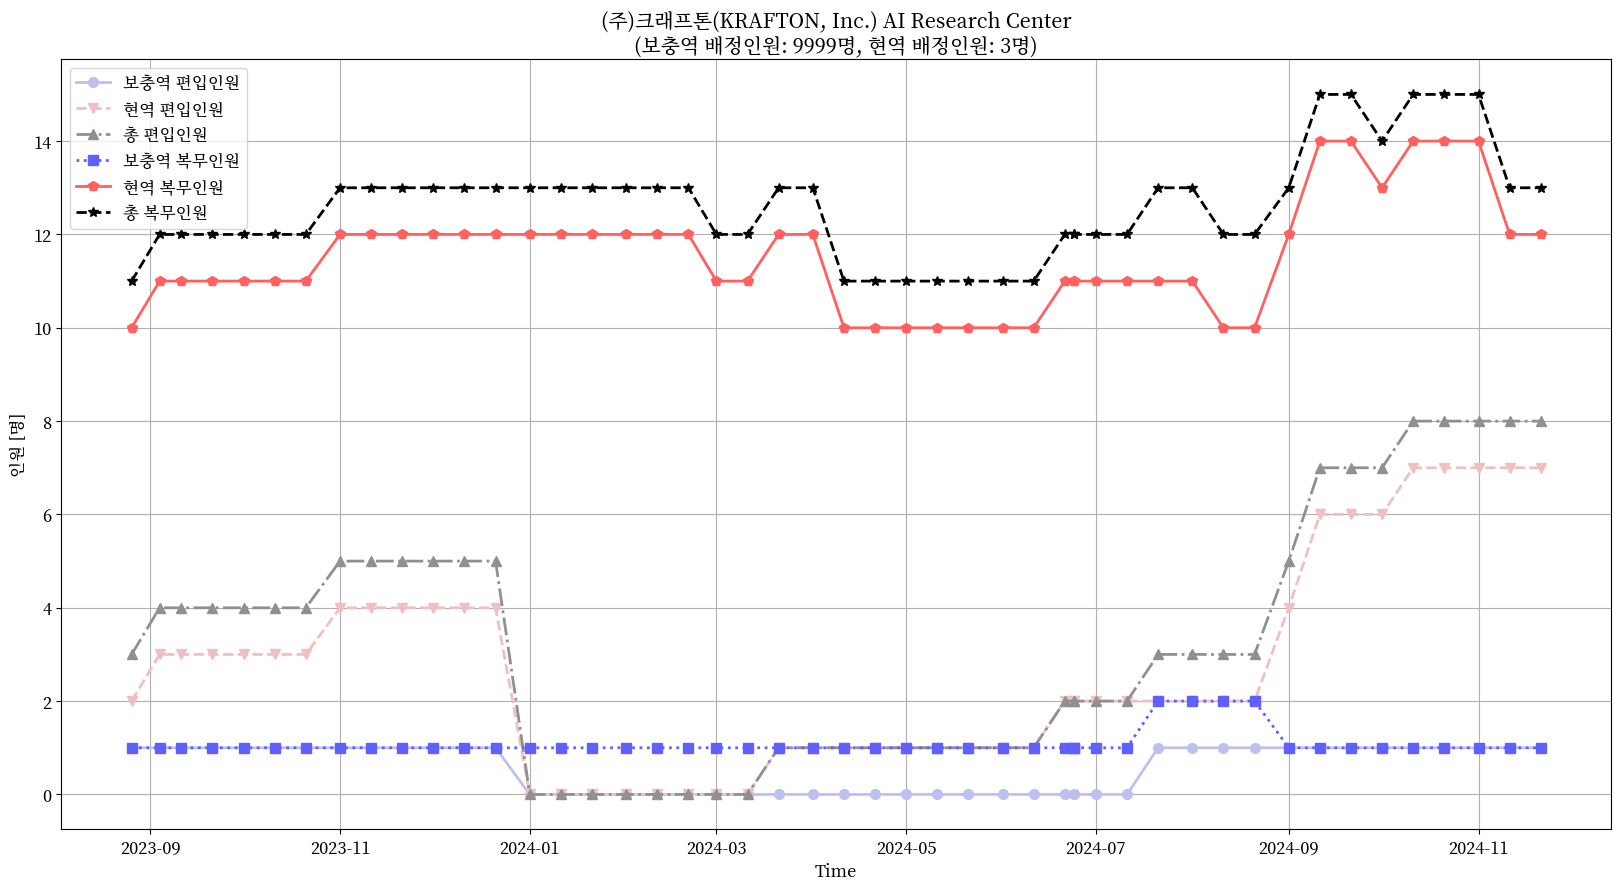 (주)크래프톤(KRAFTON, Inc.) AI Research Center
(보충역 배정인원: 9999명, 현역 배정인원: 3명)
보충역 편입인원
현역 편입인원
총 편입인원
보충역 복무인원
현역 복무인원
총 복무인원
인원 [명]
14
12
10
8
6
4
2
0
2023-09 2023-11 2024-01 2024-03 2024-05 2024-07 2024-09 2024-11
Time